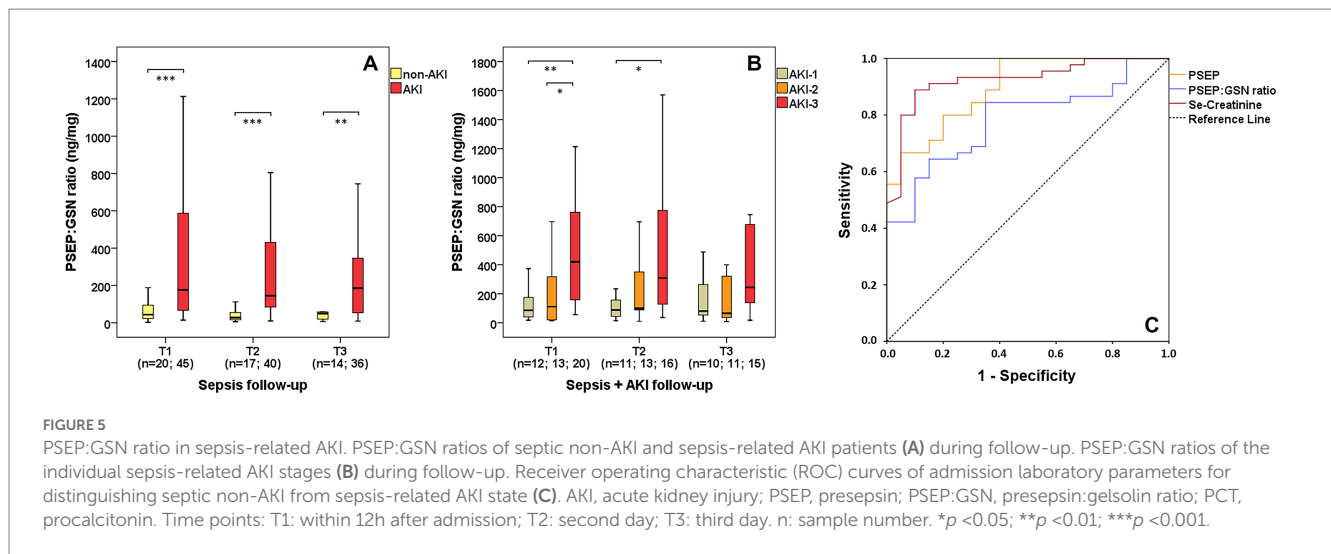 A
non-AKI
AKI
PSEP:GSN ratio (ng/mg)
1400
1200
1000
800
600
400
200
0
***
***
**
T1 T2 T3
(n=20; 45) (n=17; 40) (n=14; 36)
Sepsis follow-up
B
AKI-1
AKI-2
AKI-3
PSEP:GSN ratio (ng/mg)
1800
1600
1400
1200
1000
800
600
400
200
0
**
*
*
T1 T2 T3
(n=12; 13; 20) (n=11; 13; 16) (n=10; 11; 15)
Sepsis + AKI follow-up
PSEP
PSEP:GSN ratio
Se-Creatinine
Reference Line
Sensitivity
1.0
0.8
0.6
0.4
0.2
0.0
0.0 0.2 0.4 0.6 0.8 1.0
1 - Specificity
C
FIGURE 5
PSEP:GSN ratio in sepsis-related AKI. PSEP:GSN ratios of septic non-AKI and sepsis-related AKI patients (A) during follow-up. PSEP:GSN ratios of the
individual sepsis-related AKI stages (B) during follow-up. Receiver operating characteristic (ROC) curves of admission laboratory parameters for
distinguishing septic non-AKI from sepsis-related AKI state (C). AKI, acute kidney injury; PSEP, presepsin; PSEP:GSN, presepsin:gelsolin ratio; PCT,
procalcitonin. Time points: T1: within 12h after admission; T2: second day; T3: third day. n: sample number. *p <0.05; **p <0.01; ***p <0.001.